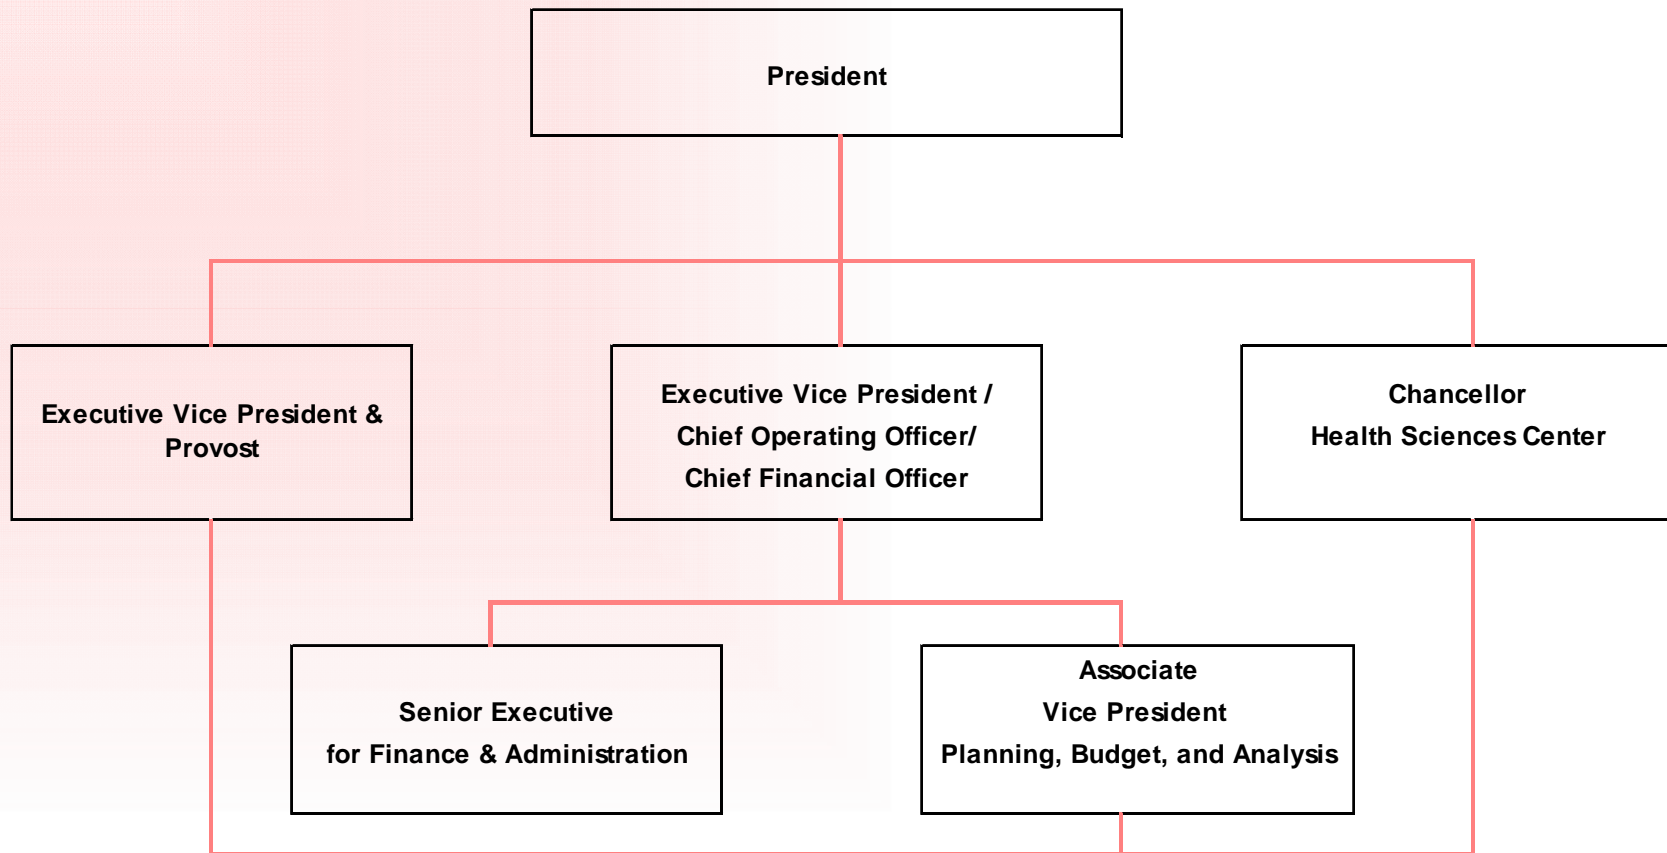 President
Executive Vice President &
Provost
Executive Vice President /
Chief Operating Officer/
Chief Financial Officer
Chancellor
Health Sciences Center
Senior Executive
for Finance & Administration
Associate
Vice President
Planning, Budget, and Analysis